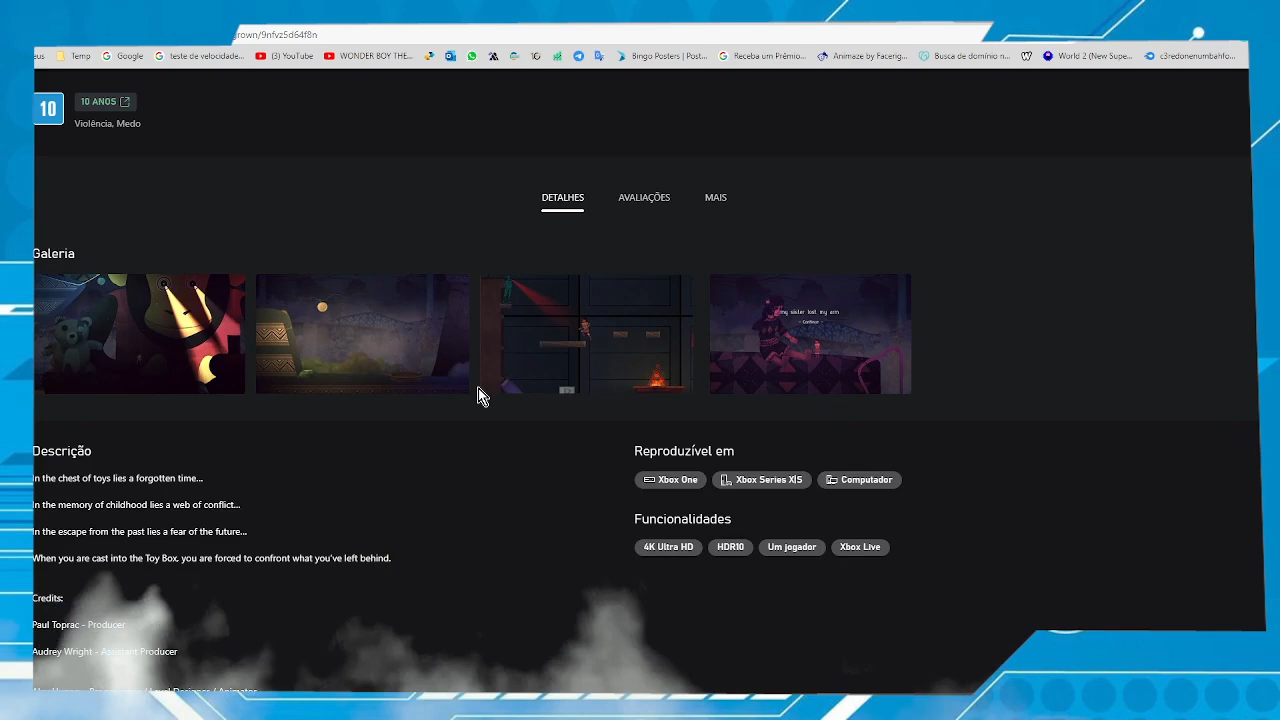 grown/9nfvz5d64f8n
eus Temp Google teste de velocidade... (3) YouTube WONDER BOY THE... Bingo Posters | Post... Receba um Prêmio... Animaze by Facerig... Busca de domínio n... World 2 (New Supe... c3redonenumbahfo...
10 10 ANOS
Violência, Medo
DETALHES AVALIAÇÕES MAIS
Galeria
my sister lost my arm
- Continue -
Descrição
In the chest of toys lies a forgotten time...
In the memory of childhood lies a web of conflict...
In the escape from the past lies a fear of the future...
When you are cast into the Toy Box, you are forced to confront what you've left behind.
Credits:
Paul Toprac - Producer
Audrey Wright - Assistant Producer
Reproduzível em
Xbox One Xbox Series X|S Computador
Funcionalidades
4K Ultra HD HDR10 Um jogador Xbox Live